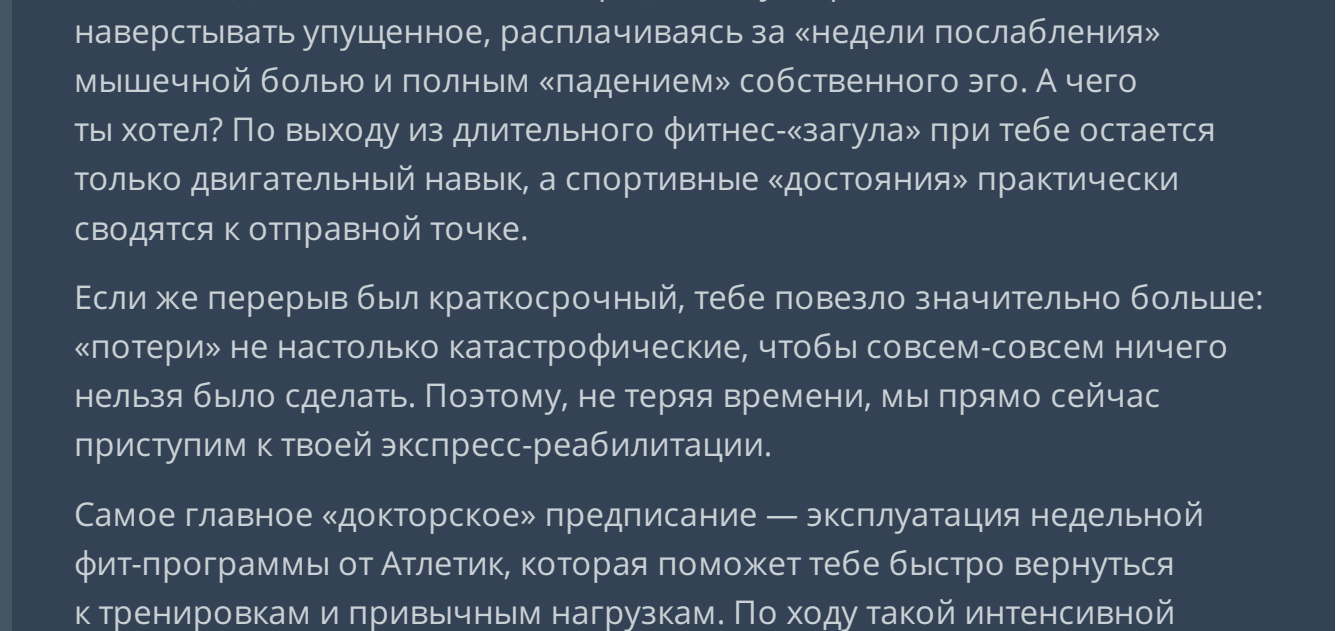 наверстывать упущенное, расплачиваясь за «недели послабления»
мышечной болью и полным «падением» собственного эго. А чего
ты хотел? По выходу из длительного фитнес-«загула» при тебе остается
только двигательный навык, а спортивные «достояния» практически
сводятся к отправной точке.
Если же перерыв был краткосрочный, тебе повезло значительно больше:
«потери» не настолько катастрофические, чтобы совсем-совсем ничего
нельзя было сделать. Поэтому, не теряя времени, мы прямо сейчас
приступим к твоей экспресс-реабилитации.
Самое главное «докторское» предписание — эксплуатация недельной
фит-программы от Атлетик, которая поможет тебе быстро вернуться
к тренировкам и привычным нагрузкам. По ходу такой интенсивной